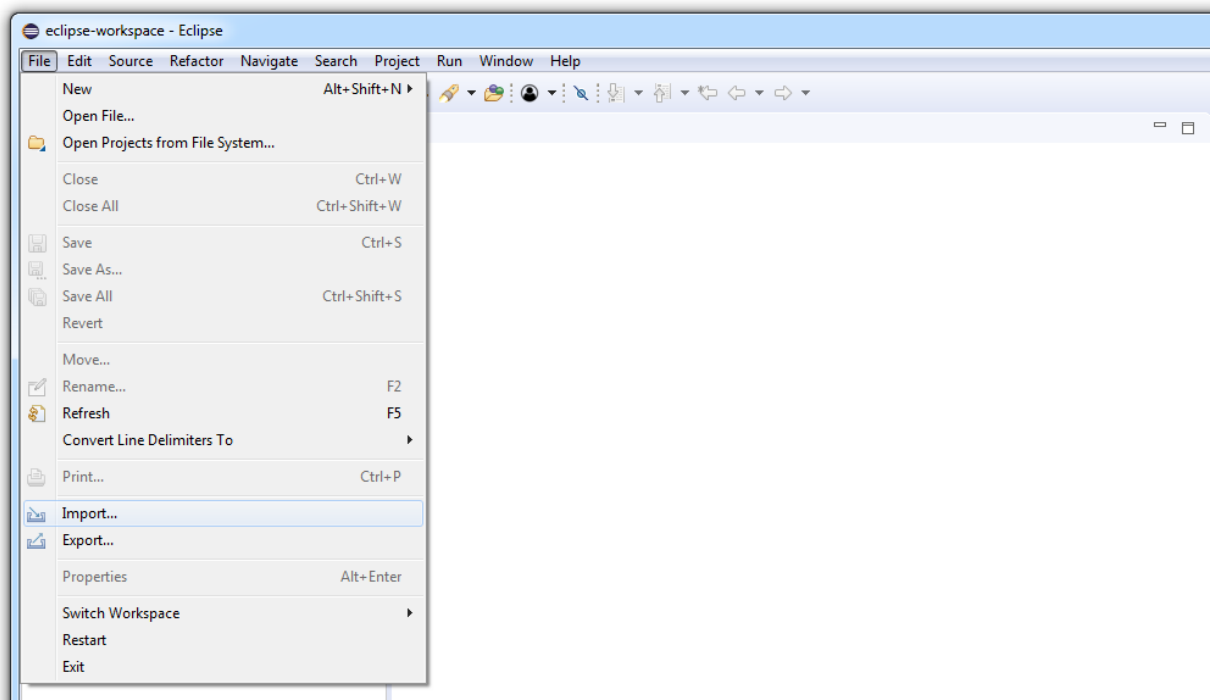 eclipse-workspace - Eclipse
File Edit Source Refactor Navigate Search Project Run Window Help
New Alt+Shift+N
Open File...
Open Projects from File System...
Close Ctrl+W
Close All Ctrl+Shift+W
Save Ctrl+S
Save As...
Save All Ctrl+Shift+S
Revert
Move...
Rename... F2
Refresh F5
Convert Line Delimiters To
Print... Ctrl+P
Import...
Export...
Properties Alt+Enter
Switch Workspace
Restart
Exit